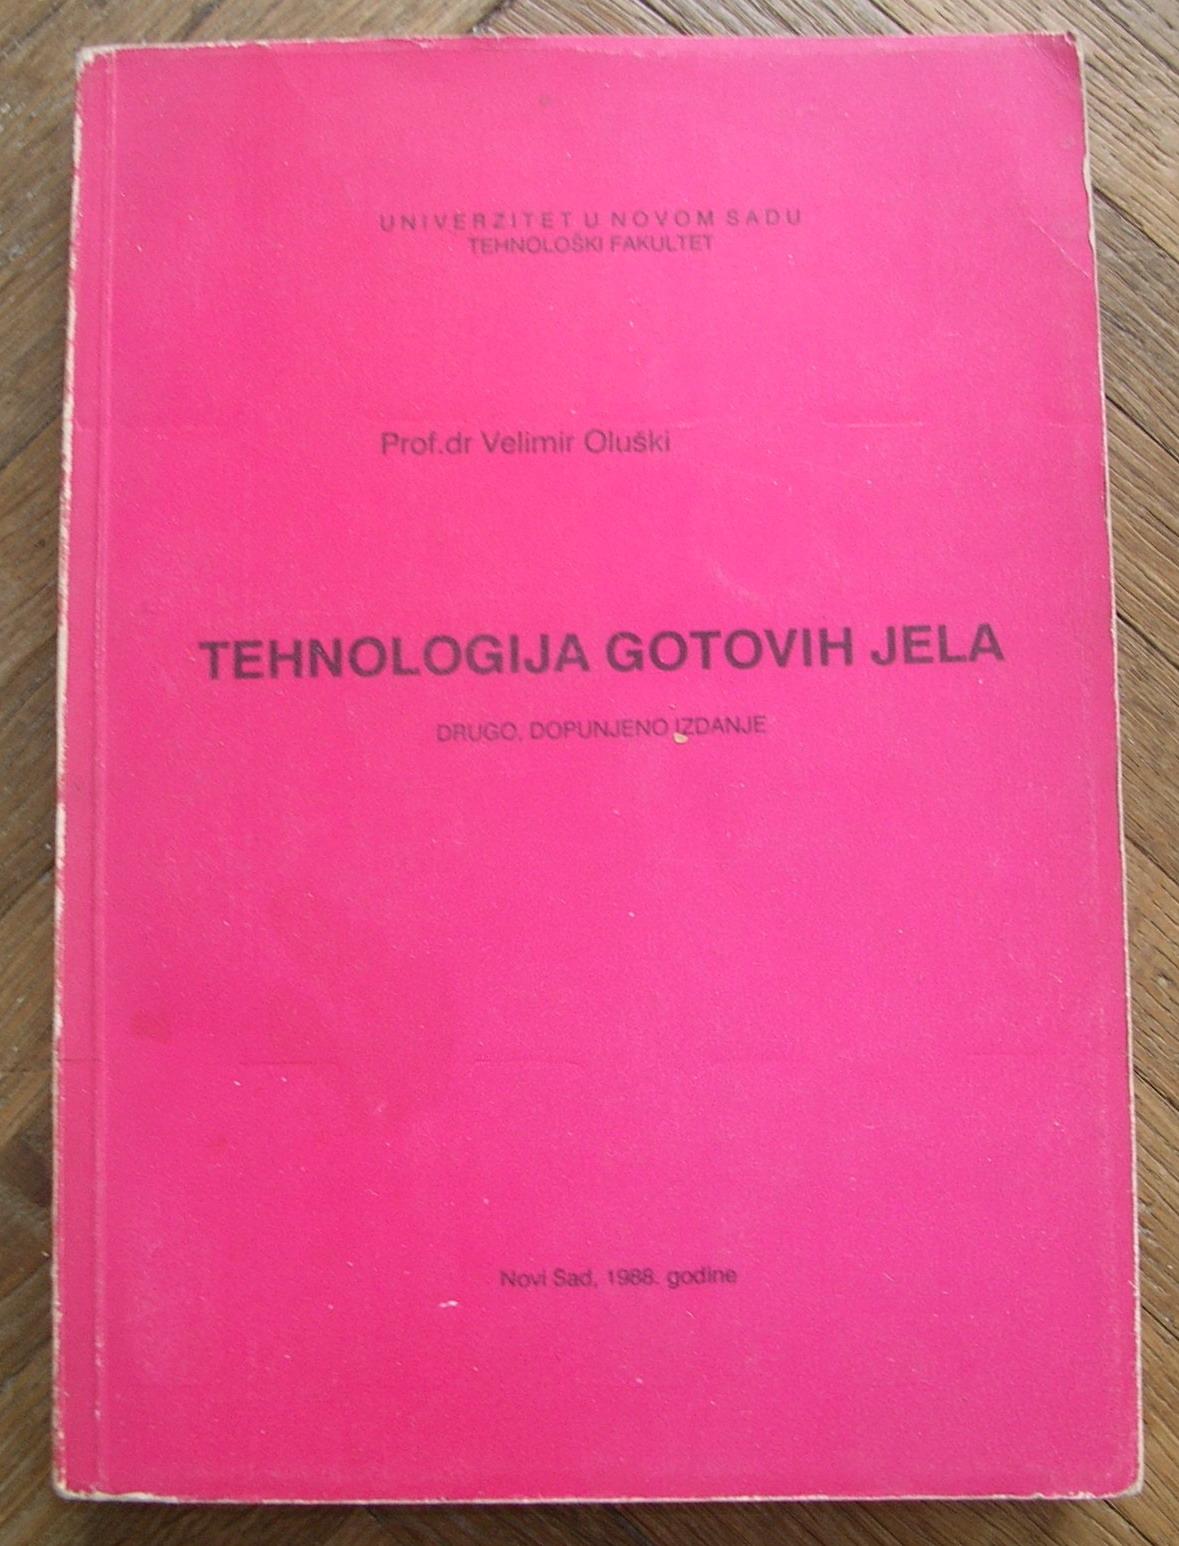 UNIVERZITET U NOVOM SADU
TEHNOLOŠKI FAKULTET
Prof.dr Velimir Oluški
TEHNOLOGIJA GOTOVIH JELA
DRUGO, DOPUNJENO IZDANJE
Novi Sad, 1988. godine